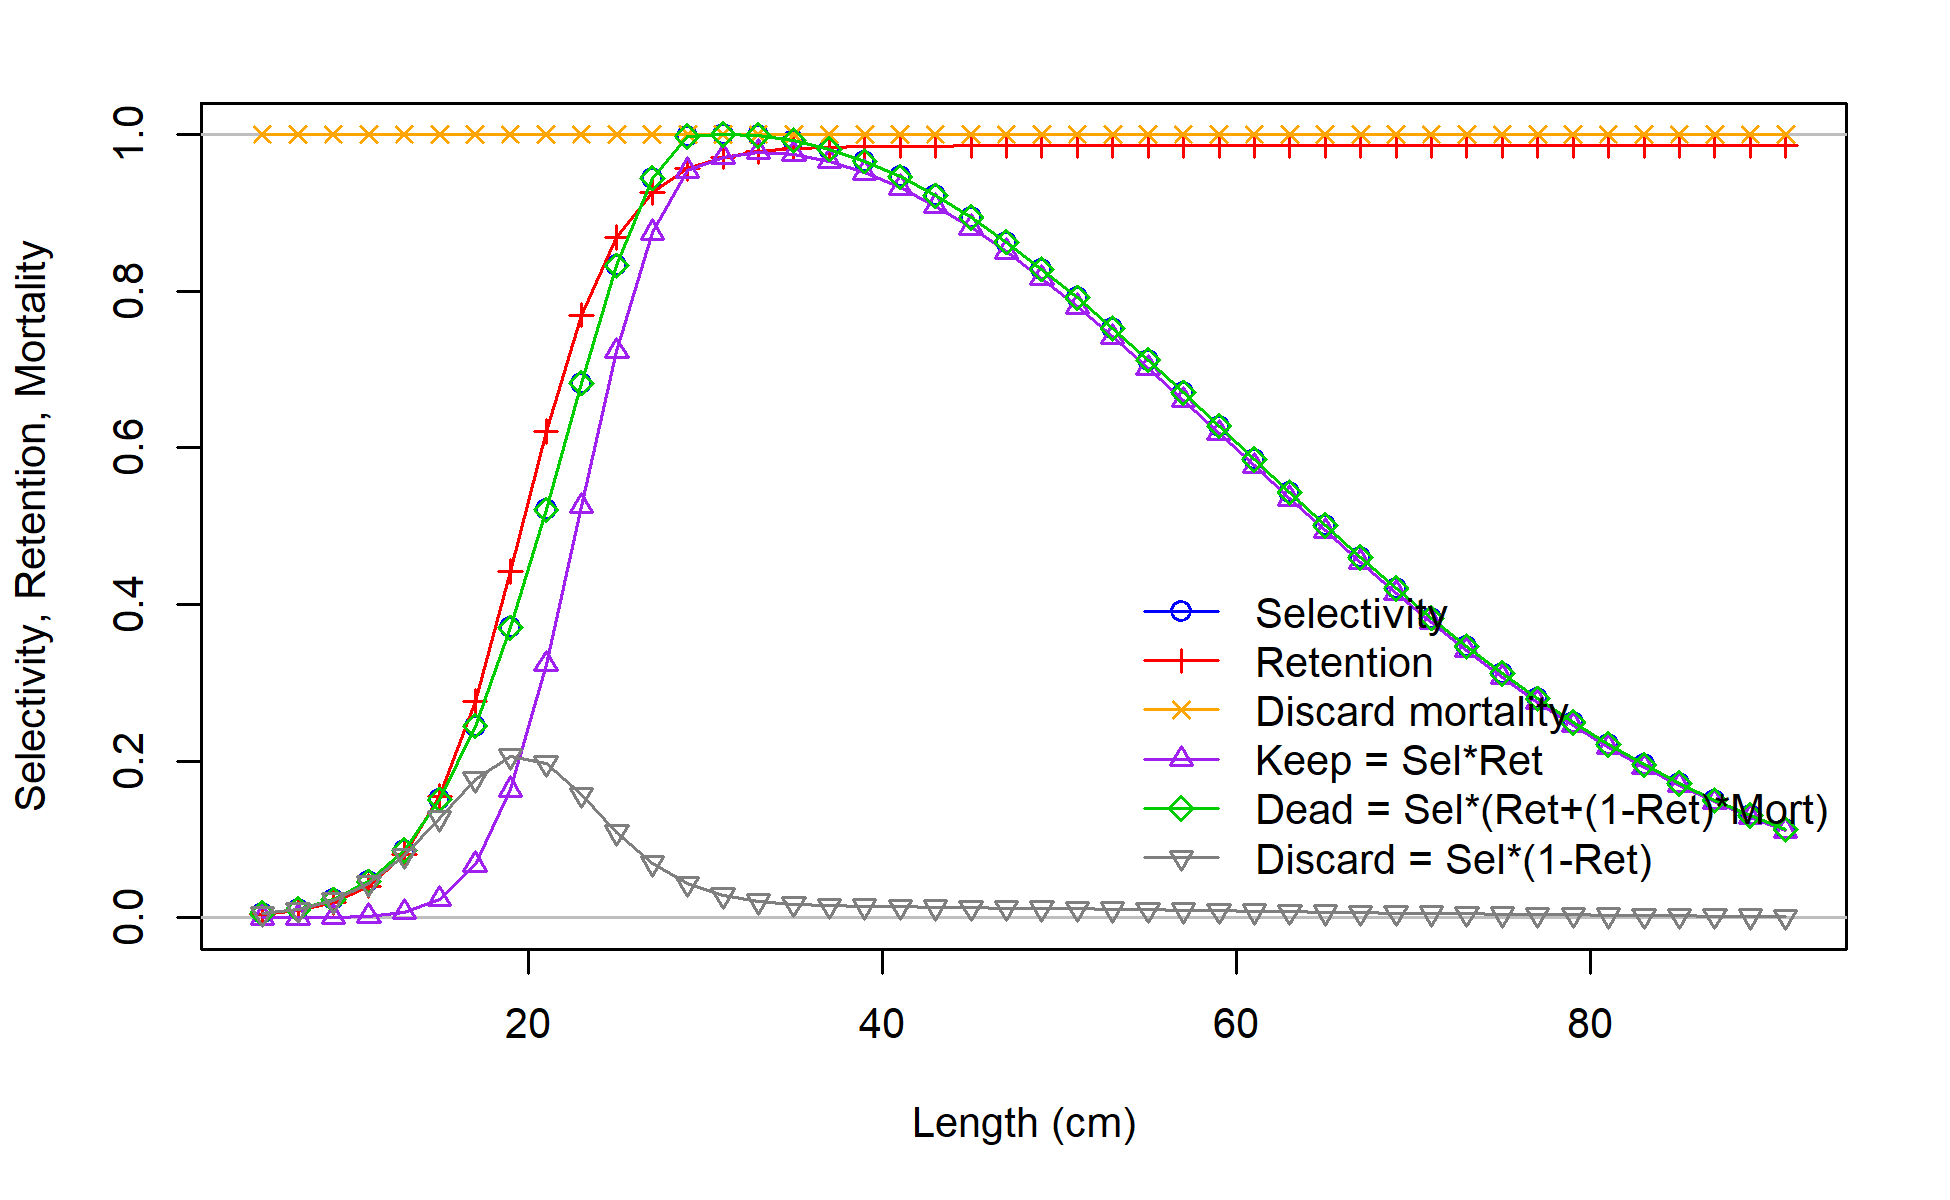 Selectivity, Retention, Mortality
1.0
0.8
0.6
0.4
0.2
0.0
Selectivity
Retention
Discard mortality
Keep = Sel*Ret
Dead = Sel*(Ret+(1-Ret)*Mort)
Discard = Sel*(1-Ret)
20 40 60 80
Length (cm)